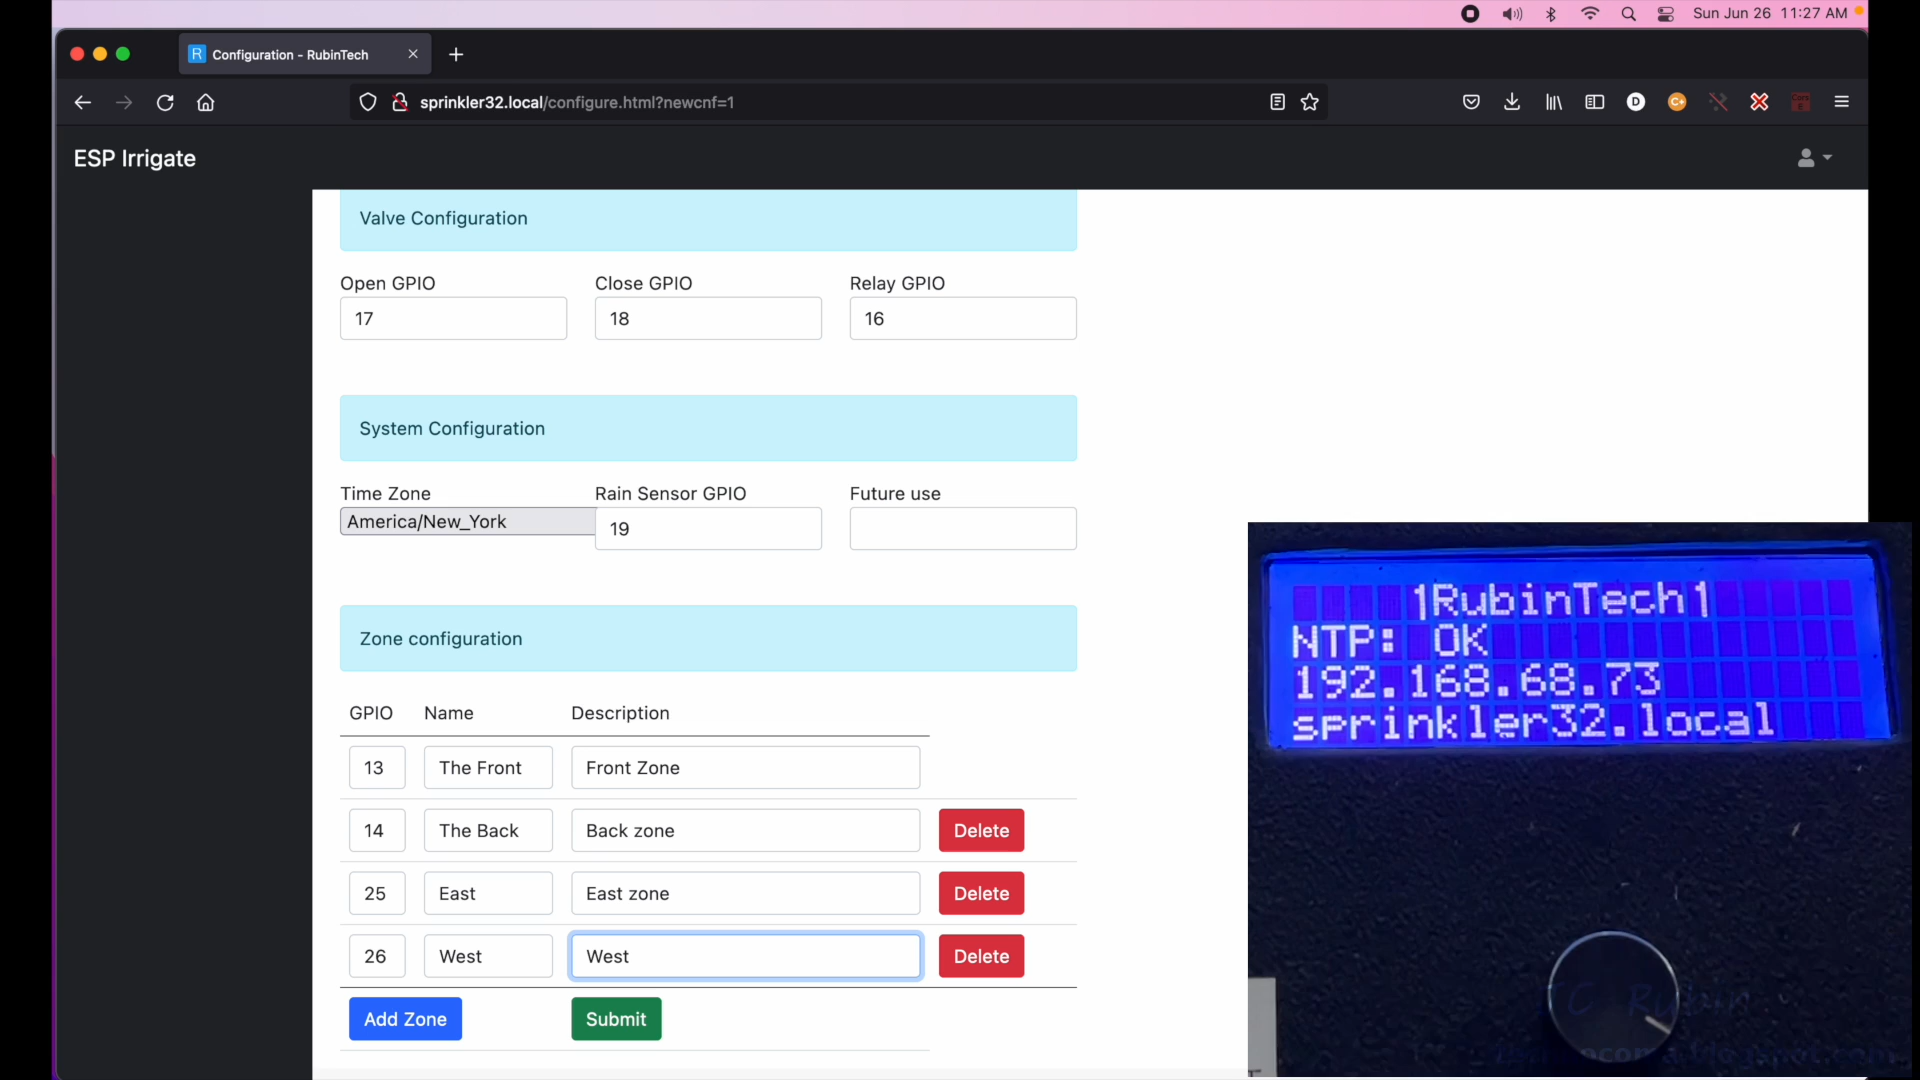 Sun Jun 26 11:27 AM
R Configuration - RubinTech
sprinkler32.local/configure.html?newcnf=1
D
C+
ESP Irrigate
Valve Configuration
Open GPIO Close GPIO Relay GPIO
17 18 16
System Configuration
Time Zone Rain Sensor GPIO Future use
America/New_York 19
Zone configuration
GPIO Name Description
13 The Front Front Zone
14 The Back Back zone Delete
25 East East zone Delete
26 West West Delete
Add Zone Submit
1RubinTech1
NTP: OK
192.168.68.73
sprinkler32.local